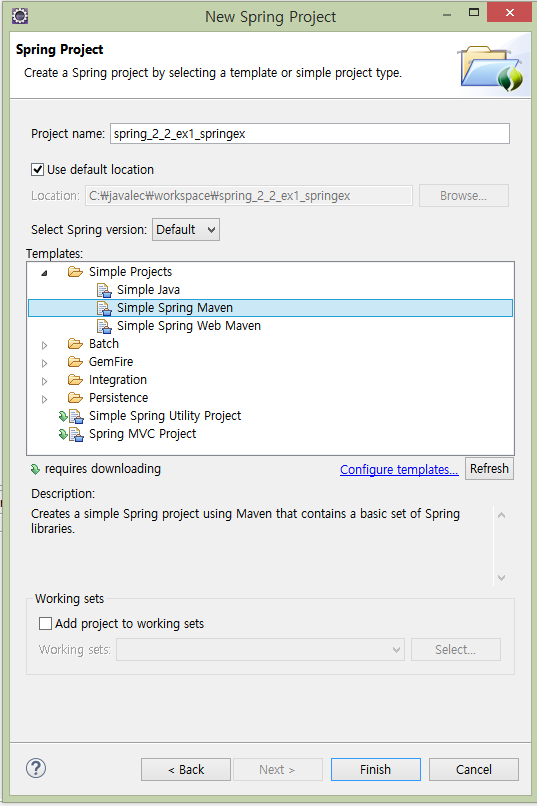 New Spring Project
Spring Project
Create a Spring project by selecting a template or simple project type.
Project name: spring_2_2_ex1_springex
Use default location
Location: C:₩javalec₩workspace₩spring_2_2_ex1_springex Browse...
Select Spring version: Default
Templates:
Simple Projects
Simple Java
Simple Spring Maven
Simple Spring Web Maven
Batch
GemFire
Integration
Persistence
Simple Spring Utility Project
Spring MVC Project
requires downloading Configure templates... Refresh
Description:
Creates a simple Spring project using Maven that contains a basic set of Spring
libraries.
Working sets
Add project to working sets
Working sets: Select...
? < Back Next > Finish Cancel